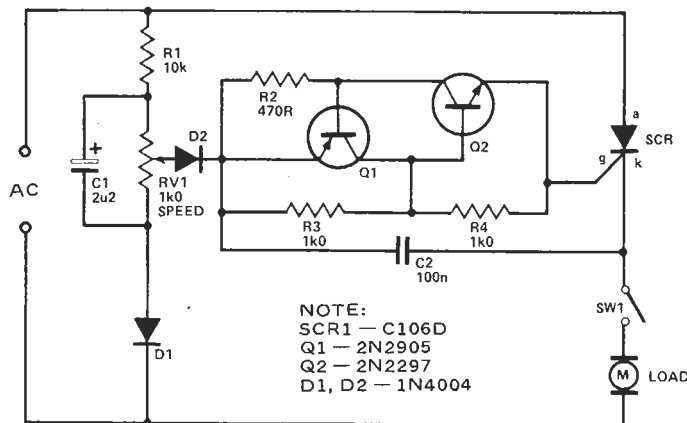 R1
10k
R2
470R
D2
Q2
Q1
a
SCR
g
k
+
AC
C1
2u2
RV1
1k0
SPEED
R3
1k0
R4
1k0
C2
100n
SW1
NOTE:
SCR1 — C106D
Q1 — 2N2905
Q2 — 2N2297
D1, D2 — 1N4004
D1
M
LOAD